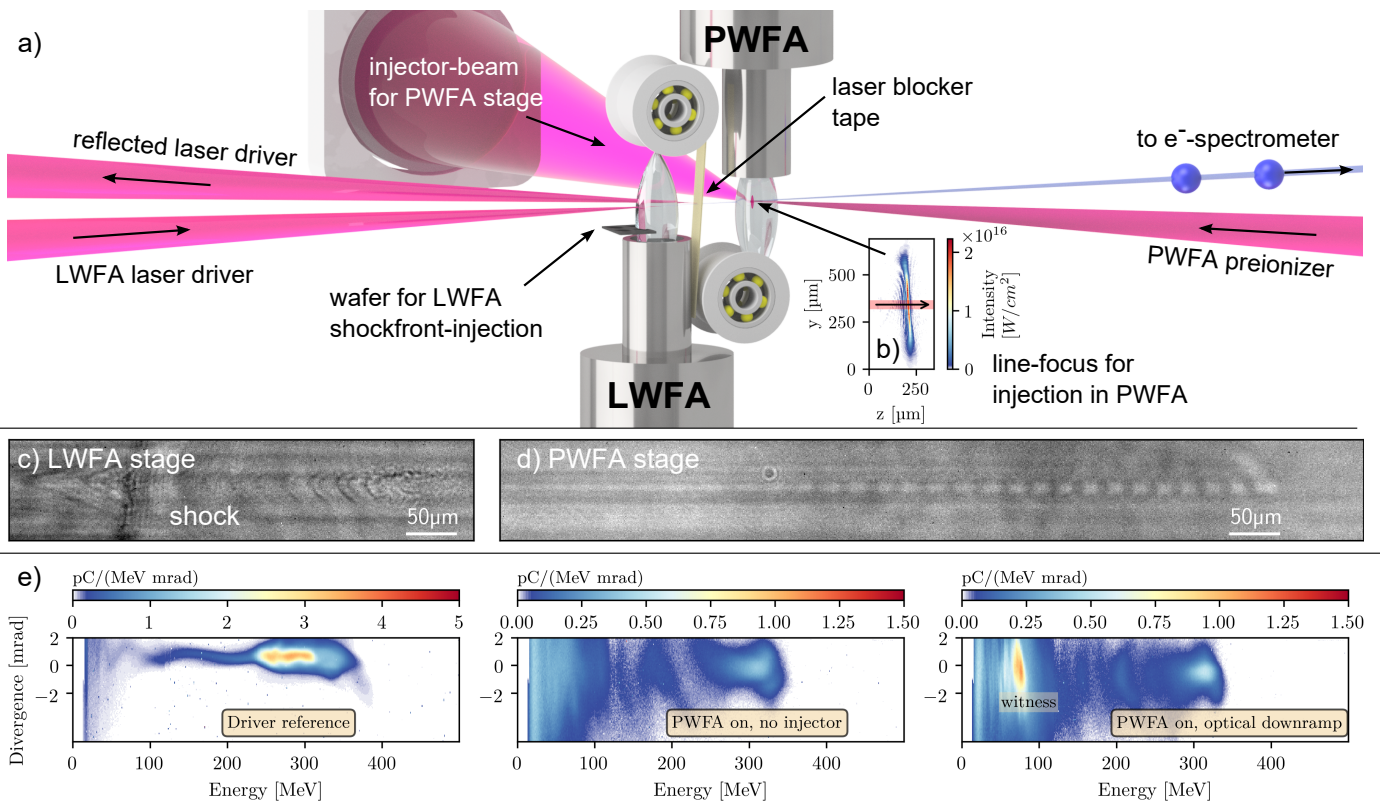 a)
PWFA
injector-beam
for PWFA stage
laser blocker
tape
reflected laser driver
to e⁻-spectrometer
LWFA laser driver
PWFA preionizer
wafer for LWFA
shockfront-injection
LWFA
×10¹⁶
2
1
0
Intensity
[W/cm²]
500
250
0
y [μm]
b)
0
250
z [μm]
line-focus for
injection in PWFA
c) LWFA stage
shock
50μm
d) PWFA stage
50μm
e)
pC/(MeV mrad)
0 1 2 3 4 5
Divergence [mrad]
2
0
−2
Driver reference
0 100 200 300 400
Energy [MeV]
pC/(MeV mrad)
0.00 0.25 0.50 0.75 1.00 1.25 1.50
2
0
−2
PWFA on, no injector
0 100 200 300 400
Energy [MeV]
pC/(MeV mrad)
0.00 0.25 0.50 0.75 1.00 1.25 1.50
2
0
−2
witness
PWFA on, optical downramp
0 100 200 300 400
Energy [MeV]